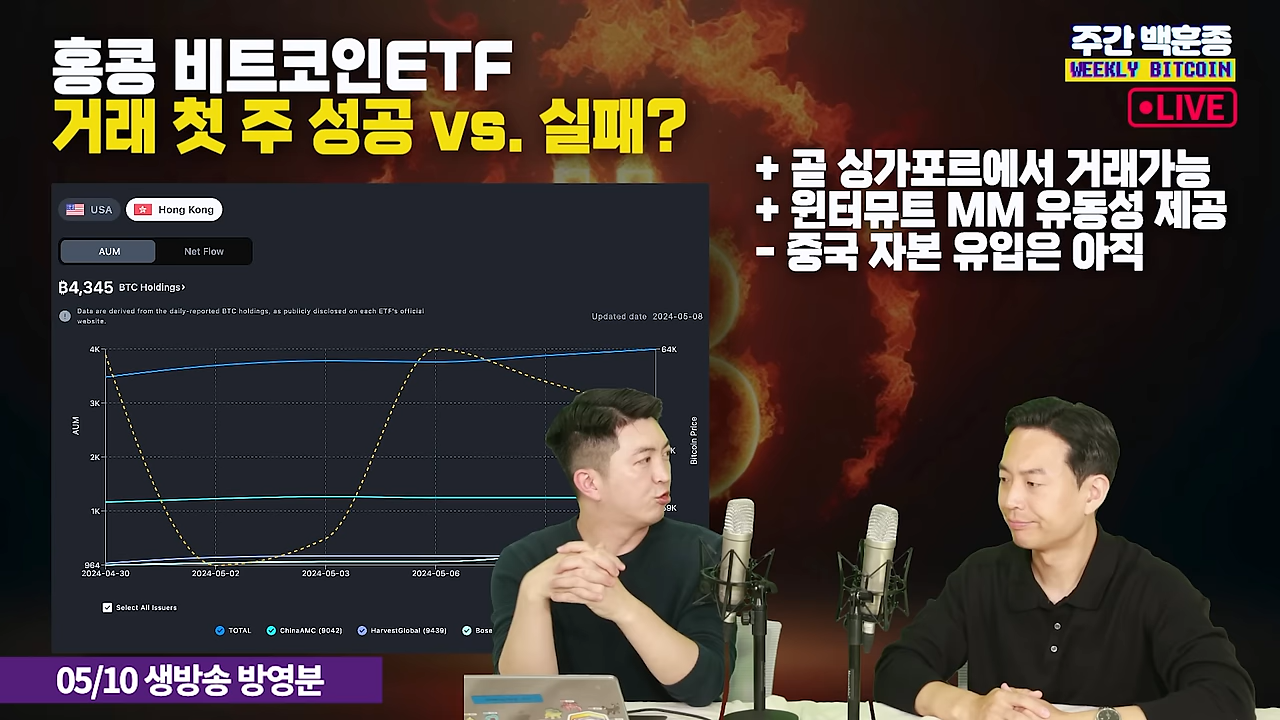 홍콩 비트코인ETF
거래 첫 주 성공 vs. 실패?
주간 백훈종
WEEKLY BITCOIN
LIVE
+ 곧 싱가포르에서 거래가능
+ 윈터뮤트 MM 유동성 제공
- 중국 자본 유입은 아직
USA
Hong Kong
AUM
Net Flow
₿4,345 BTC Holdings›
Data are derived from the daily-reported BTC holdings, as publicly disclosed on each ETF's official
website.
Updated date 2024-05-08
4K
64K
3K
AUM
Bitcoin Price
2K
K
1K
59K
964
2024-04-30
2024-05-02
2024-05-03
2024-05-06
Select All Issuers
TOTAL
ChinaAMC (9042)
HarvestGlobal (9439)
Bose
05/10 생방송 방영분